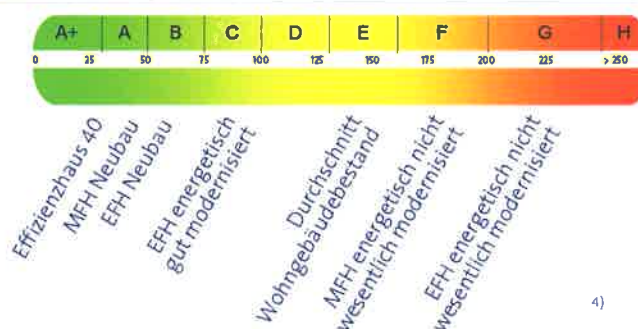 A+ A B C D E F G H
0 25 50 75 100 125 150 175 200 225 > 250
Effizienzhaus 40
MFH Neubau
EFH Neubau
EFH energetisch
gut modernisiert
Durchschnitt
Wohngebäudebestand
MFH energetisch nicht
wesentlich modernisiert
EFH energetisch nicht
wesentlich modernisiert
4)